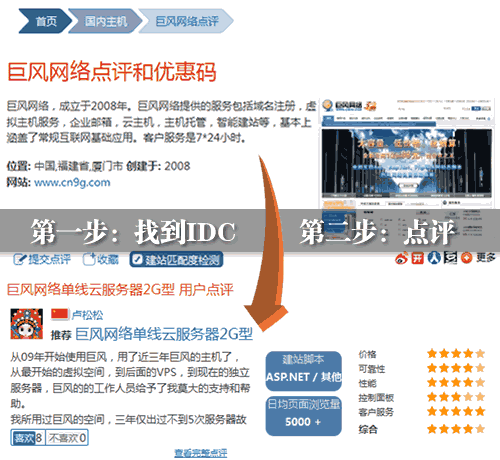 首页 国内主机 巨风网络点评
巨风网络点评和优惠码
巨风网络，成立于2008年。巨风网络提供的服务包括域名注册，虚
拟主机服务，企业邮箱，云主机，主机托管，智能建站等，基本上
涵盖了常规互联网基础应用。客户服务是7*24小时。
位置: 中国,福建省,厦门市 创建于: 2008
网站: www.cn9g.com
巨风网络
第一步：找到IDC 第二步：点评
提交点评 收藏 建站匹配度检测 更多
巨风网络单线云服务器2G型 用户点评
卢松松
推荐 巨风网络单线云服务器2G型
从09年开始使用巨风，用了近三年巨风的主机了，
从最开始的虚拟空间，到后面的VPS，到现在的独立
服务器，巨风的的工作人员给予了我莫大的支持和帮
助。
我所用过巨风的空间，三年仅出过不到5次服务器故
喜欢 8 不喜欢 0
查看完整点评
建站脚本
ASP.NET / 其他
日均页面浏览量
5000 +
价格
可靠性
性能
控制面板
客户服务
综合